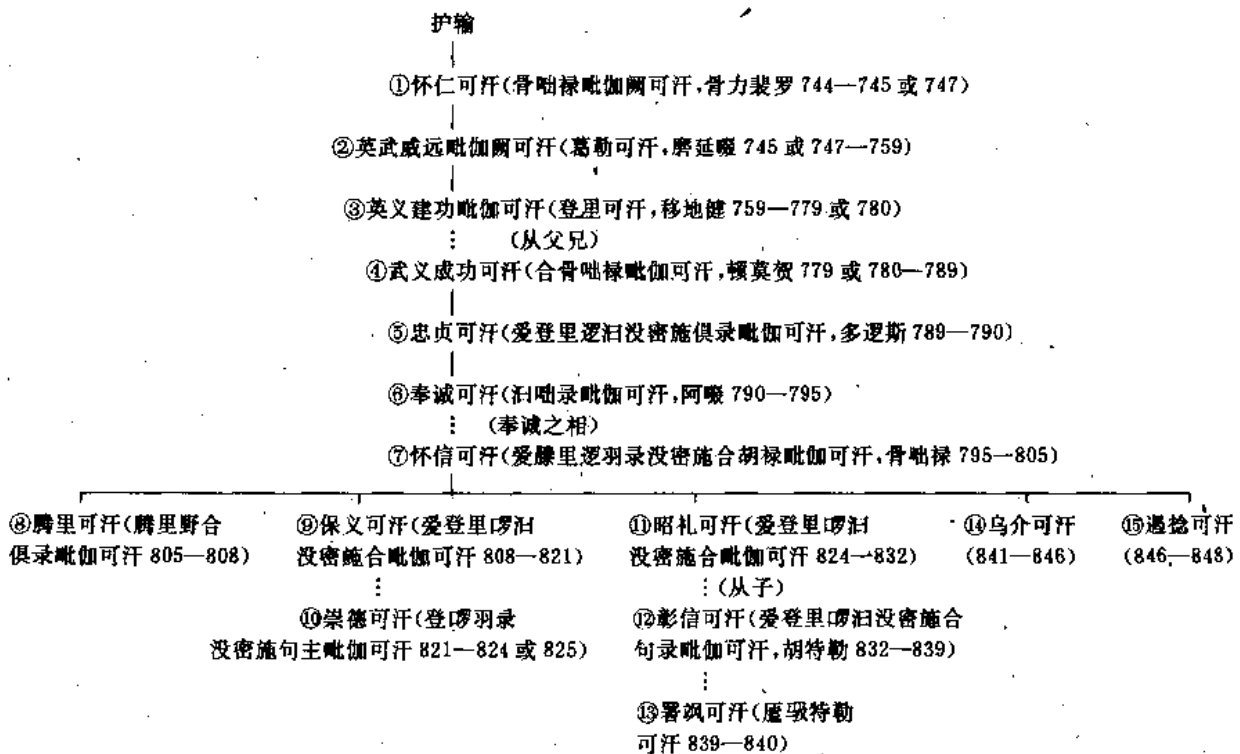 护输
①怀仁可汗(骨咄禄毗伽阙可汗,骨力裴罗 744—745 或 747)
②英武威远毗伽阙可汗(葛勒可汗,磨延啜 745 或 747—759)
③英义建功毗伽可汗(登里可汗,移地健 759—779 或 780)
(从父兄)
④武义成功可汗(合骨咄禄毗伽可汗,顿莫贺 779 或 780—789)
⑤忠贞可汗(爱登里逻汩没密施俱录毗伽可汗,多逻斯 789—790)
⑥奉诚可汗(汩咄录毗伽可汗,阿啜 790—795)
(奉诚之相)
⑦怀信可汗(爱滕里逻羽录没密施合胡禄毗伽可汗,骨咄禄 795—805)
⑧腾里可汗(腾里野合
俱录毗伽可汗 805—808)
⑨保义可汗(爱登里啰汩
没密施合毗伽可汗 808—821)
⑩崇德可汗(登啰羽录
没密施句主毗伽可汗 821—824 或 825)
⑪昭礼可汗(爱登里啰汩
没密施合毗伽可汗 824—832)
(从子)
⑫彰信可汗(爱登里啰汩没密施合
句录毗伽可汗,胡特勒 832—839)
⑬署飒可汗(特勒
可汗 839—840)
⑭乌介可汗
(841—846)
⑮遏捻可汗
(846—848)